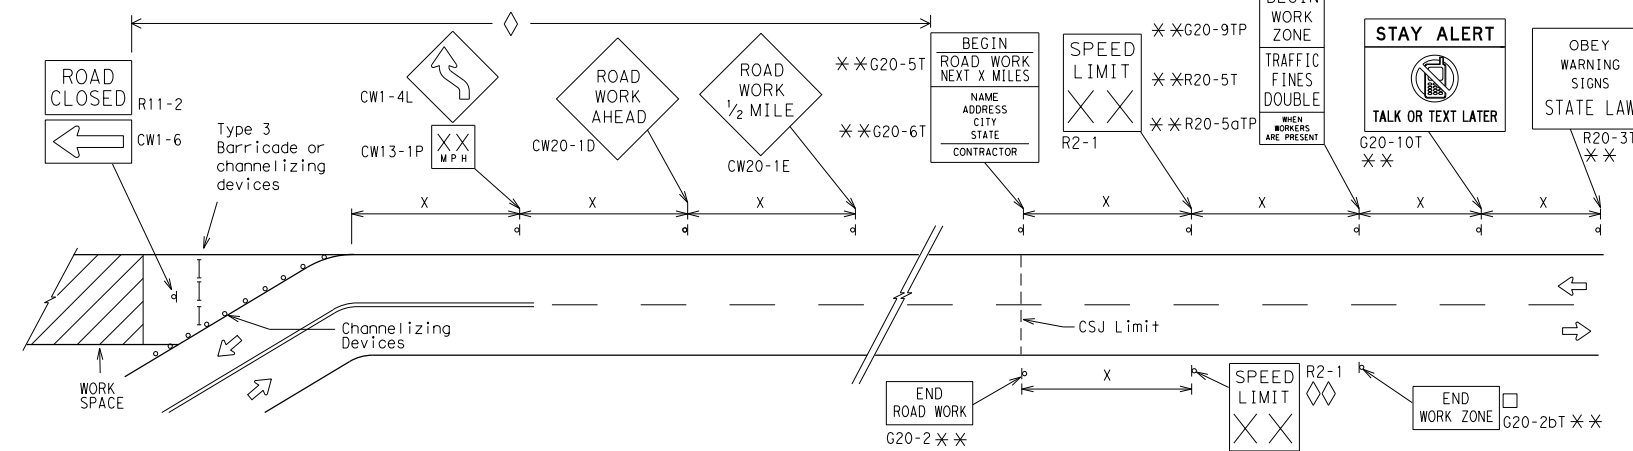 ROAD
CLOSED
R11-2
CW1-6
Type 3
Barricade or
channelizing
devices
CW1-4L
CW13-1P
X X
MPH
ROAD
WORK
AHEAD
CW20-1D
ROAD
WORK
1/2 MILE
CW20-1E
**G20-5T
**G20-6T
BEGIN
ROAD WORK
NEXT X MILES
NAME
ADDRESS
CITY
STATE
CONTRACTOR
SPEED
LIMIT
X X
R2-1
**G20-9TP
**R20-5T
**R20-5aTP
BEGIN
WORK
ZONE
TRAFFIC
FINES
DOUBLE
WHEN
WORKERS
ARE PRESENT
STAY ALERT
TALK OR TEXT LATER
G20-10T
**
OBEY
WARNING
SIGNS
STATE LAW
R20-3T
**
X
X
X
X
X
X
X
Channelizing
Devices
CSJ Limit
WORK
SPACE
END
ROAD WORK
G20-2 **
X
SPEED
LIMIT
X X
R2-1
END
WORK ZONE
G20-2bT **